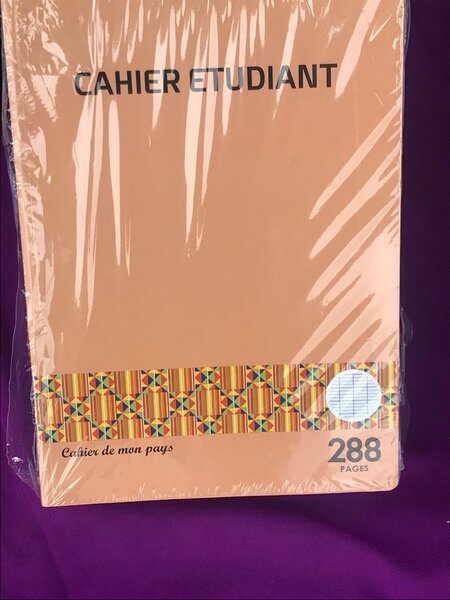 CAHIER ETUDIANT
Cahier de mon pays
288
PAGES